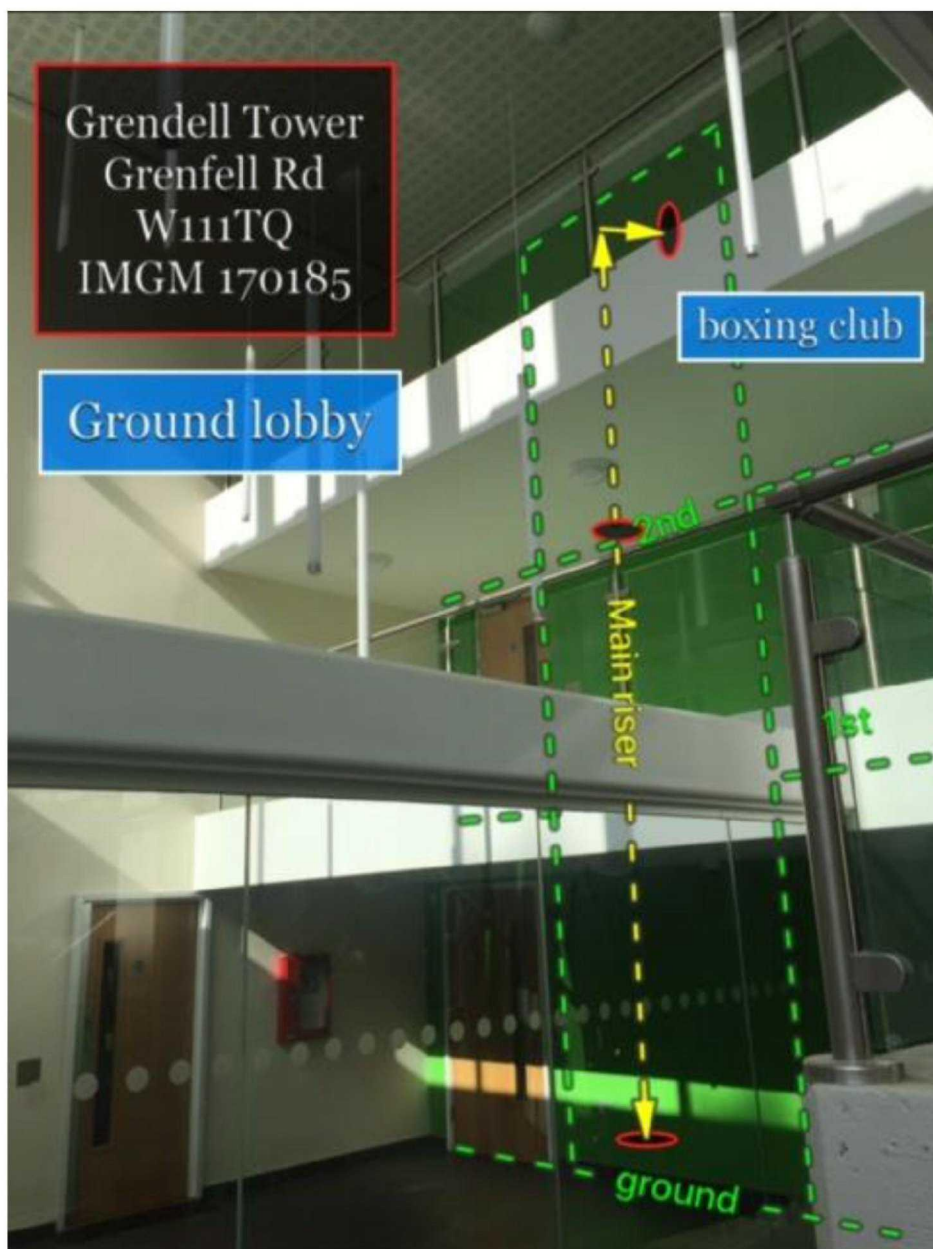 Grendell Tower
Grenfell Rd
W111TQ
IMGM 170185
boxing club
Ground lobby
2nd
Main riser
1st
ground